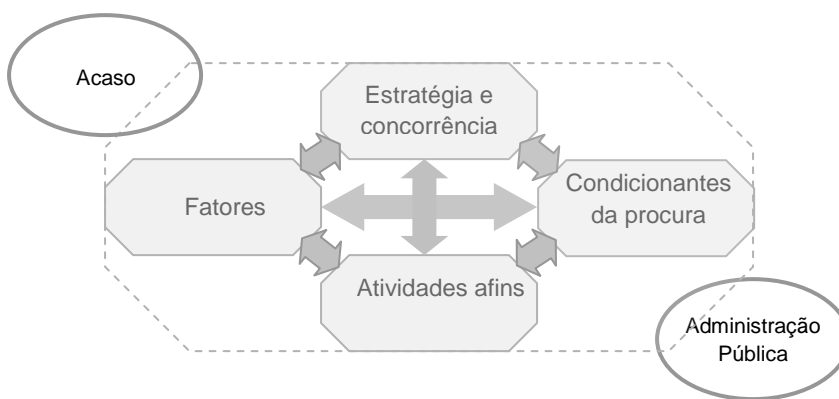 Acaso
Estratégia e
concorrência
Fatores
Condicionantes
da procura
Atividades afins
Administração
Pública